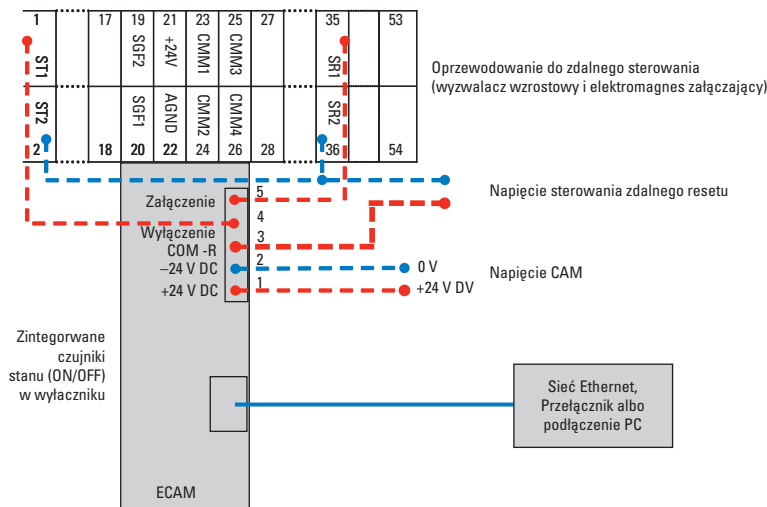 1 17 19 21 23 25 27 35 53
ST1 SGF2 +24V CMM1 CMM3 SR1
ST2 SGF1 AGND CMM2 CMM4 SR2
2 18 20 22 24 26 28 36 54
Oprzewodowanie do zdalnego sterowania
(wyzwalacz wzrostowy i elektromagnes załączający)
Załączenie 5
4
Wyłączenie
COM -R 3
–24 V DC 2
+24 V DC 1
Napięcie sterowania zdalnego resetu
0 V
+24 V DV
Napięcie CAM
Zintegrowane
czujniki
stanu (ON/OFF)
w wyłaczniku
Sieć Ethernet,
Przełącznik albo
podłączenie PC
ECAM